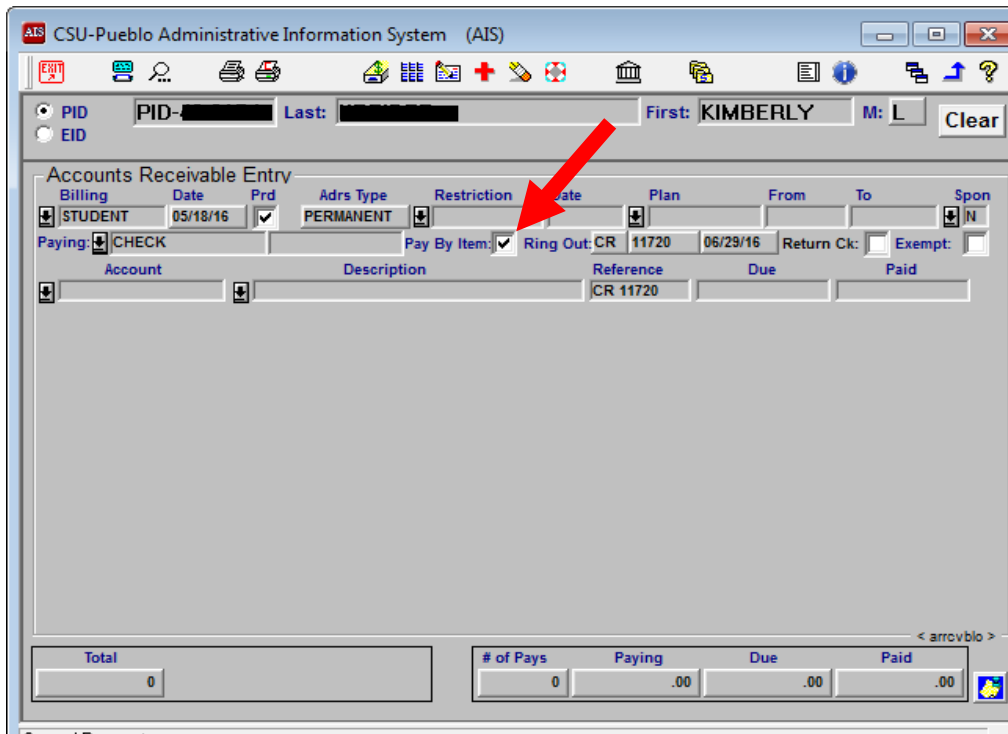 AIS CSU-Pueblo Administrative Information System (AIS)
EXIT
PID PID- Last: First: KIMBERLY M: L Clear
EID
Accounts Receivable Entry
Billing Date Prd Adrs Type Restriction Date Plan From To Spon
STUDENT 05/18/16 PERMANENT N
Paying: CHECK Pay By Item: Ring Out: CR 11720 06/29/16 Return Ck: Exempt:
Account Description Reference Due Paid
CR 11720
< arrcvblo >
Total # of Pays Paying Due Paid
0 0 .00 .00 .00